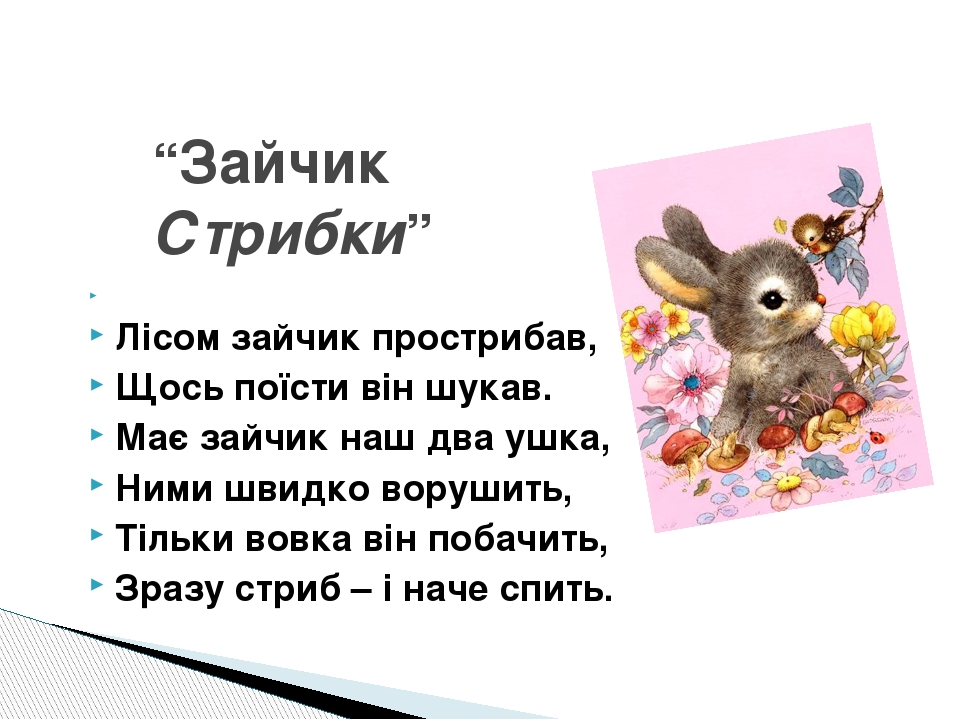 “Зайчик
Стрибки”
Лісом зайчик прострибав,
Щось поїсти він шукав.
Має зайчик наш два ушка,
Ними швидко ворушить,
Тільки вовка він побачить,
Зразу стриб – і наче спить.